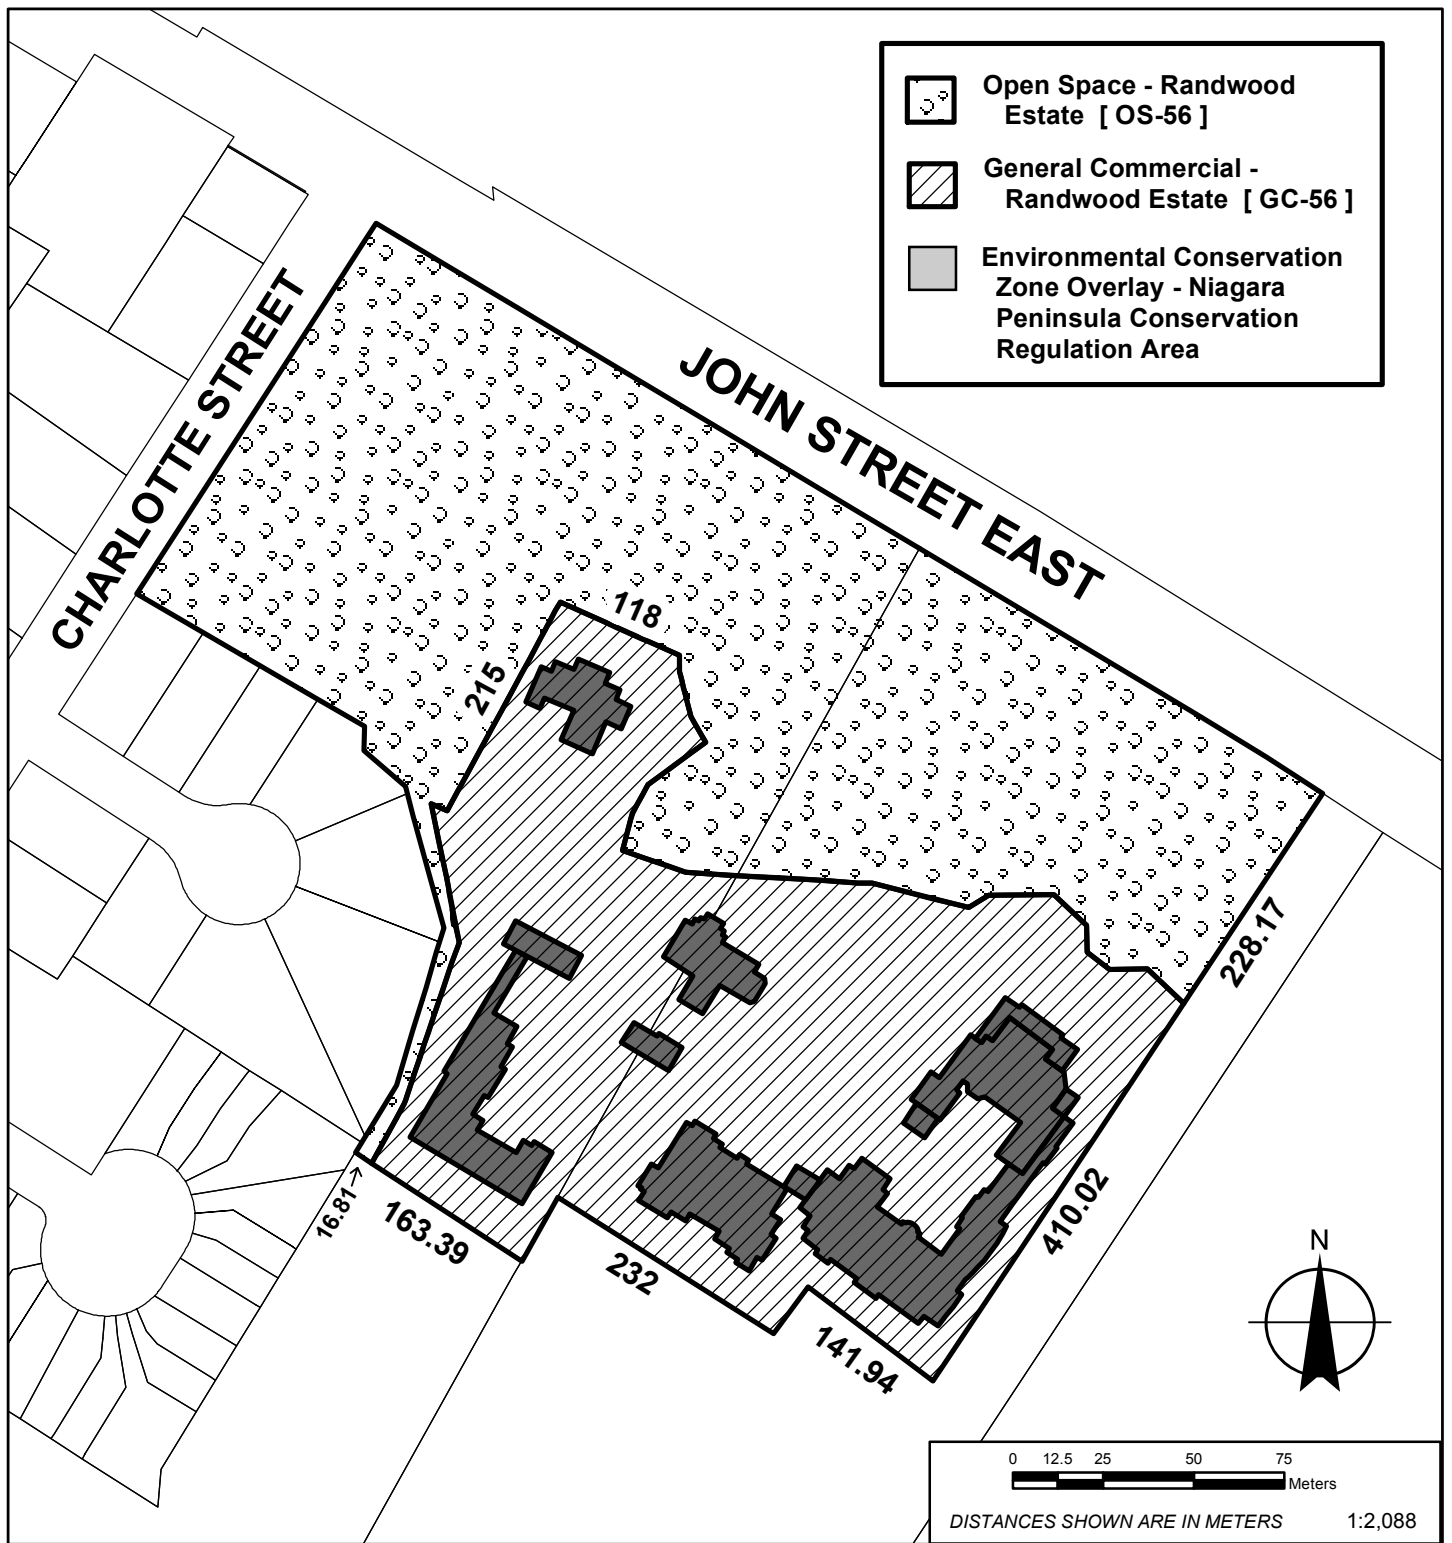 Open Space - Randwood
Estate [ OS-56 ]
General Commercial -
Randwood Estate [ GC-56 ]
Environmental Conservation
Zone Overlay - Niagara
Peninsula Conservation
Regulation Area
CHARLOTTE STREET
JOHN STREET EAST
118
215
228.17
410.02
16.81
163.39
232
141.94
N
0 12.5 25 50 75
Meters
DISTANCES SHOWN ARE IN METERS 1:2,088